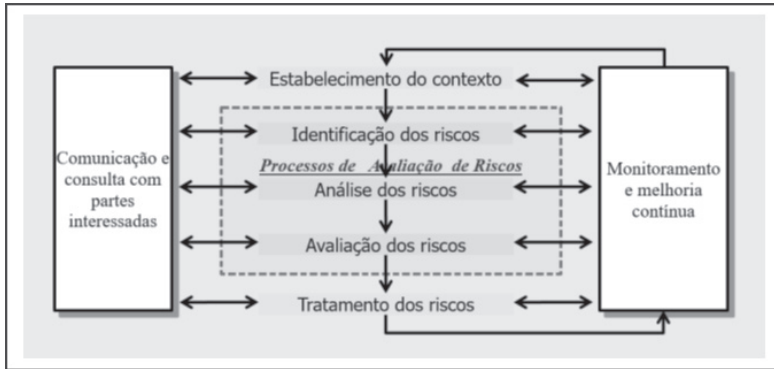 Estabelecimento do contexto
Identificação dos riscos
Processos de Avaliação de Riscos
Análise dos riscos
Avaliação dos riscos
Tratamento dos riscos
Comunicação e
consulta com
partes
interessadas
Monitoramento
e melhoria
contínua